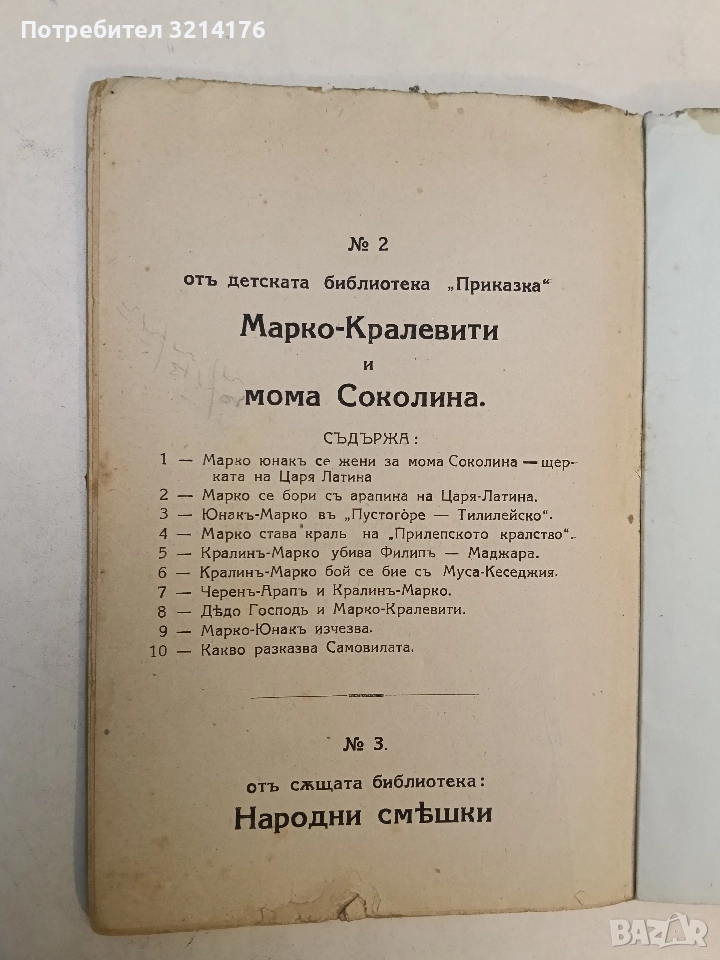 Потребител 3214176
№ 2
отъ детската библиотека „Приказка“
Марко-Кралевити
и
мома Соколина.
СЪДЪРЖА:
1 — Марко юнакъ се жени за мома Соколина — щер-
ката на Царя Латина
2 — Марко се бори съ арапина на Царя-Латина.
3 — Юнакъ-Марко въ „Пустогòре — Тилилейско“.
4 — Марко става краль на „Прилепското кралство“.
5 — Кралинъ-Марко убива Филипъ — Маджара.
6 — Кралинъ-Марко бой се бие съ Муса-Кеседжия.
7 — Черенъ-Арапъ и Кралинъ-Марко.
8 — Дѣдо Господь и Марко-Кралевити.
9 — Марко-Юнакъ изчезва.
10 — Какво разказва Самовилата.
№ 3.
отъ сѫщата библиотека:
Народни смѣшки
BAZAR